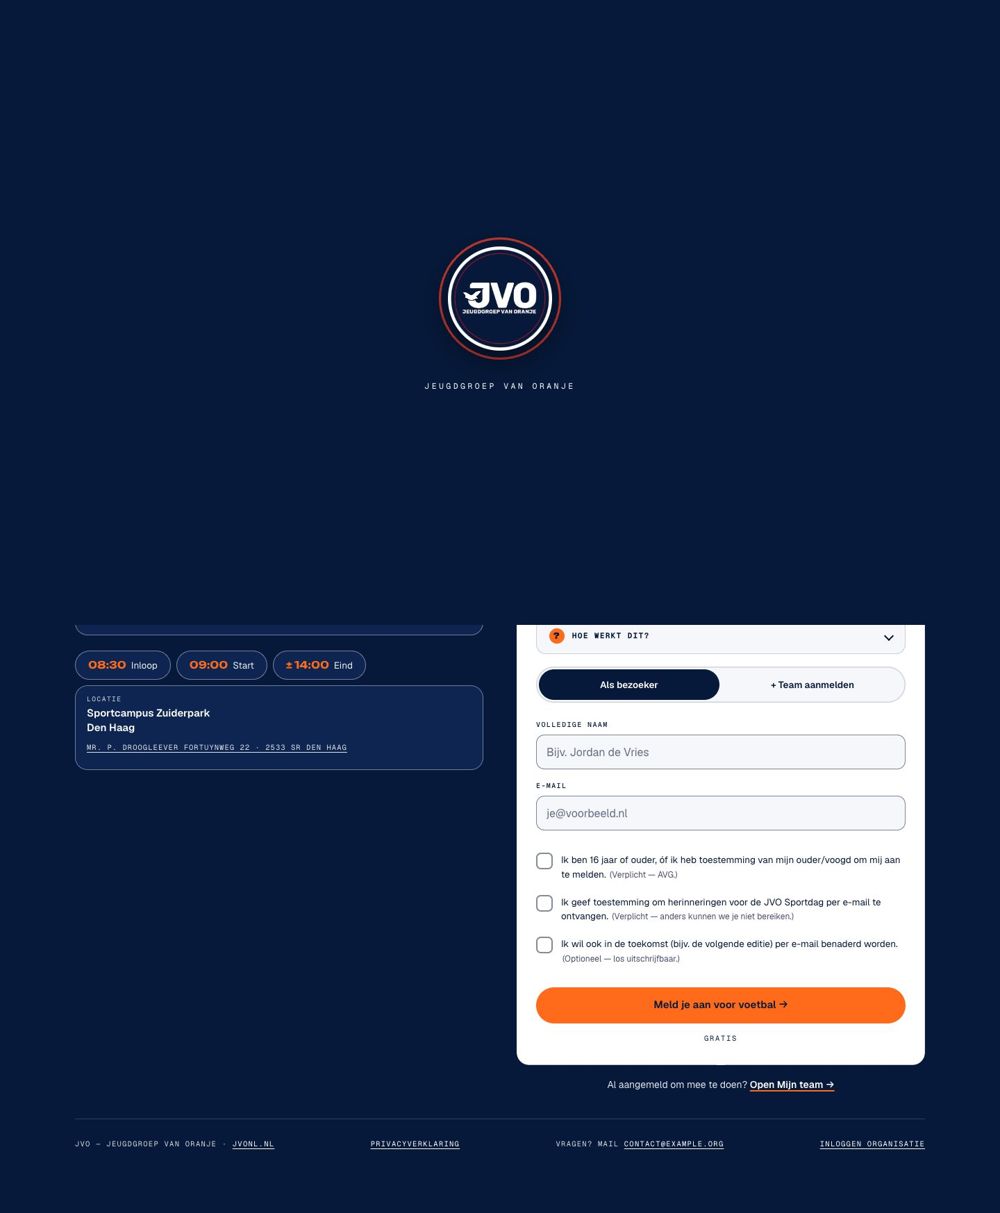 JVO
JEUGDGROEP VAN ORANJE
JEUGDGROEP VAN ORANJE
08:30 Inloop
09:00 Start
± 14:00 Eind
LOCATIE
Sportcampus Zuiderpark
Den Haag
MR. P. DROOGLEEVER FORTUYNWEG 22 · 2533 SR DEN HAAG
? HOE WERKT DIT?
Als bezoeker
+ Team aanmelden
VOLLEDIGE NAAM
Bijv. Jordan de Vries
E-MAIL
je@voorbeeld.nl
Ik ben 16 jaar of ouder, óf ik heb toestemming van mijn ouder/voogd om mij aan
te melden. (Verplicht — AVG.)
Ik geef toestemming om herinneringen voor de JVO Sportdag per e-mail te
ontvangen. (Verplicht — anders kunnen we je niet bereiken.)
Ik wil ook in de toekomst (bijv. de volgende editie) per e-mail benaderd worden.
(Optioneel — los uitschrijfbaar.)
Meld je aan voor voetbal →
GRATIS
Al aangemeld om mee te doen? Open Mijn team →
JVO — JEUGDGROEP VAN ORANJE · JVONL.NL
PRIVACYVERKLARING
VRAGEN? MAIL CONTACT@EXAMPLE.ORG
INLOGGEN ORGANISATIE